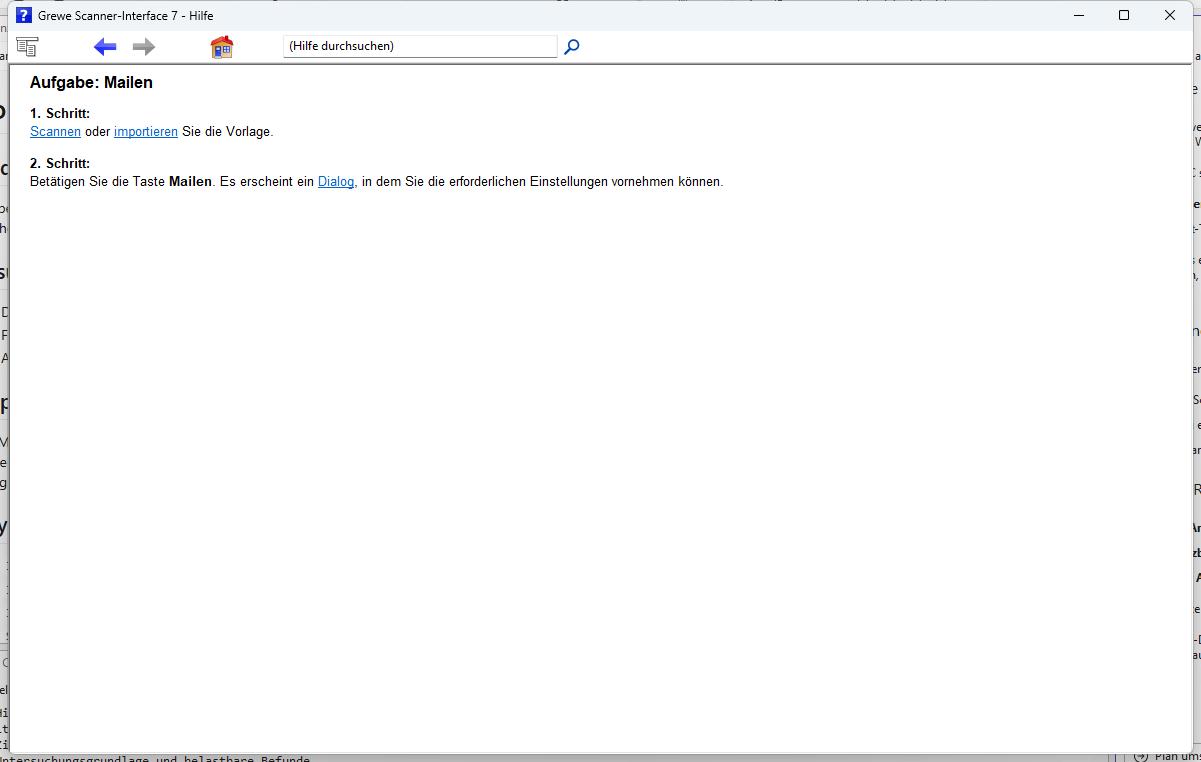 Grewe Scanner-Interface 7 - Hilfe
(Hilfe durchsuchen)
Aufgabe: Mailen
1. Schritt:
Scannen oder importieren Sie die Vorlage.
2. Schritt:
Betätigen Sie die Taste Mailen. Es erscheint ein Dialog, in dem Sie die erforderlichen Einstellungen vornehmen können.
Untersuchungsgrundlage und belastbare Befunde
Plan